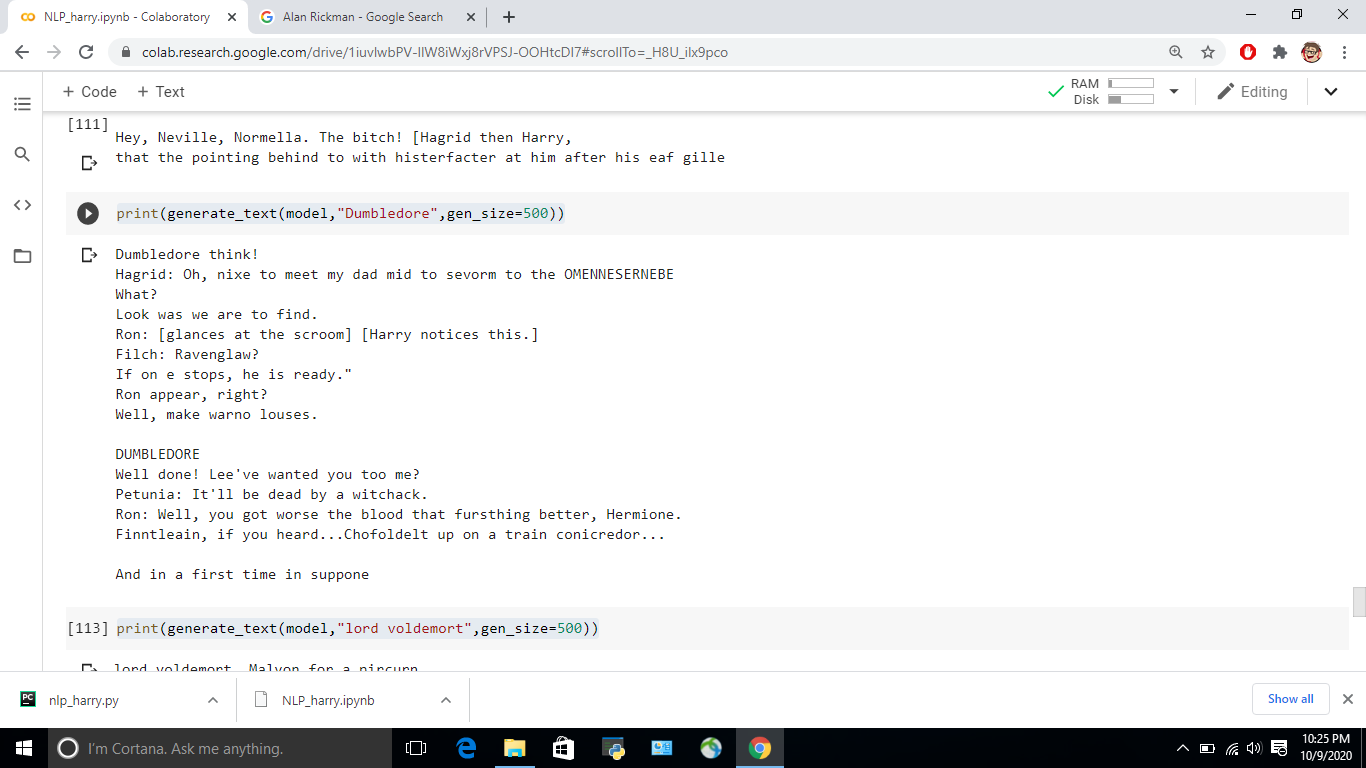 NLP_harry.ipynb - Colaboratory
Alan Rickman - Google Search
colab.research.google.com/drive/1iuvlwbPV-IIW8iWxj8rVPSJ-OOHtcDI7#scrollTo=_H8U_ilx9pco
+ Code + Text
RAM
Disk
Editing
[111]
Hey, Neville, Normella. The bitch! [Hagrid then Harry,
that the pointing behind to with histerfacter at him after his eaf gille
print(generate_text(model,"Dumbledore",gen_size=500))
Dumbledore think!
Hagrid: Oh, nixe to meet my dad mid to sevorm to the OMENNESERNEBE
What?
Look was we are to find.
Ron: [glances at the scroom] [Harry notices this.]
Filch: Ravenglaw?
If on e stops, he is ready."
Ron appear, right?
Well, make warno louses.
DUMBLEDORE
Well done! Lee've wanted you too me?
Petunia: It'll be dead by a witchack.
Ron: Well, you got worse the blood that fursthing better, Hermione.
Finntleain, if you heard...Chofoldelt up on a train conicredor...
And in a first time in suppone
[113] print(generate_text(model,"lord voldemort",gen_size=500))
lord voldemort. Malvon for a nircurn
PC
nlp_harry.py
NLP_harry.ipynb
Show all
I'm Cortana. Ask me anything.
10:25 PM
10/9/2020